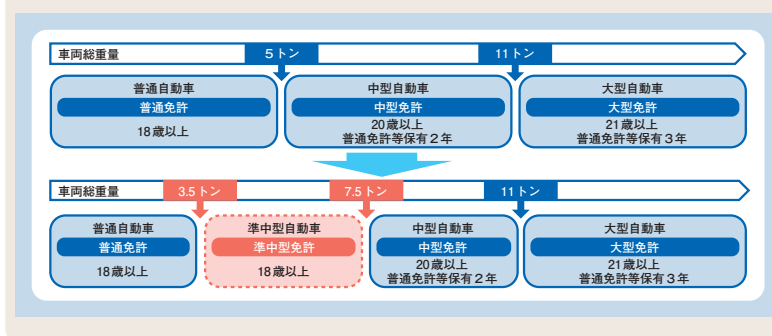 車両総重量 5トン 11トン
普通自動車 中型自動車 大型自動車
普通免許 中型免許 大型免許
18歳以上 20歳以上 21歳以上
普通免許等保有2年 普通免許等保有3年
車両総重量 3.5トン 7.5トン 11トン
普通自動車 準中型自動車 中型自動車 大型自動車
普通免許 準中型免許 中型免許 大型免許
18歳以上 18歳以上 20歳以上 21歳以上
普通免許等保有2年 普通免許等保有3年